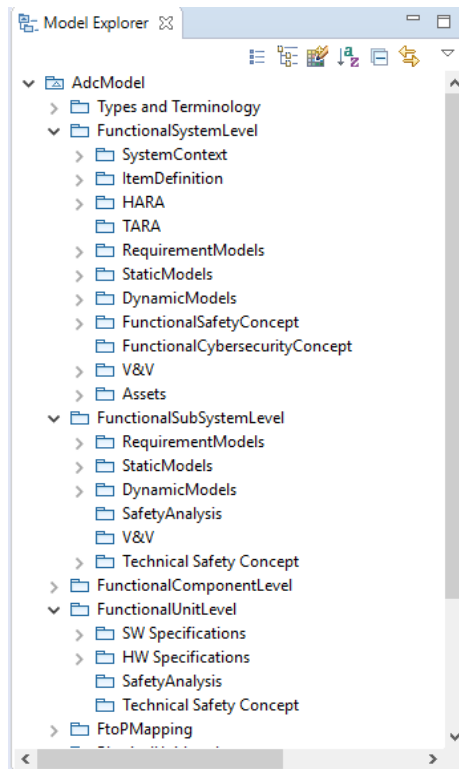 Model Explorer
AdcModel
Types and Terminology
FunctionalSystemLevel
SystemContext
ItemDefinition
HARA
TARA
RequirementModels
StaticModels
DynamicModels
FunctionalSafetyConcept
FunctionalCybersecurityConcept
V&V
Assets
FunctionalSubSystemLevel
RequirementModels
StaticModels
DynamicModels
SafetyAnalysis
V&V
Technical Safety Concept
FunctionalComponentLevel
FunctionalUnitLevel
SW Specifications
HW Specifications
SafetyAnalysis
Technical Safety Concept
FtoPMapping